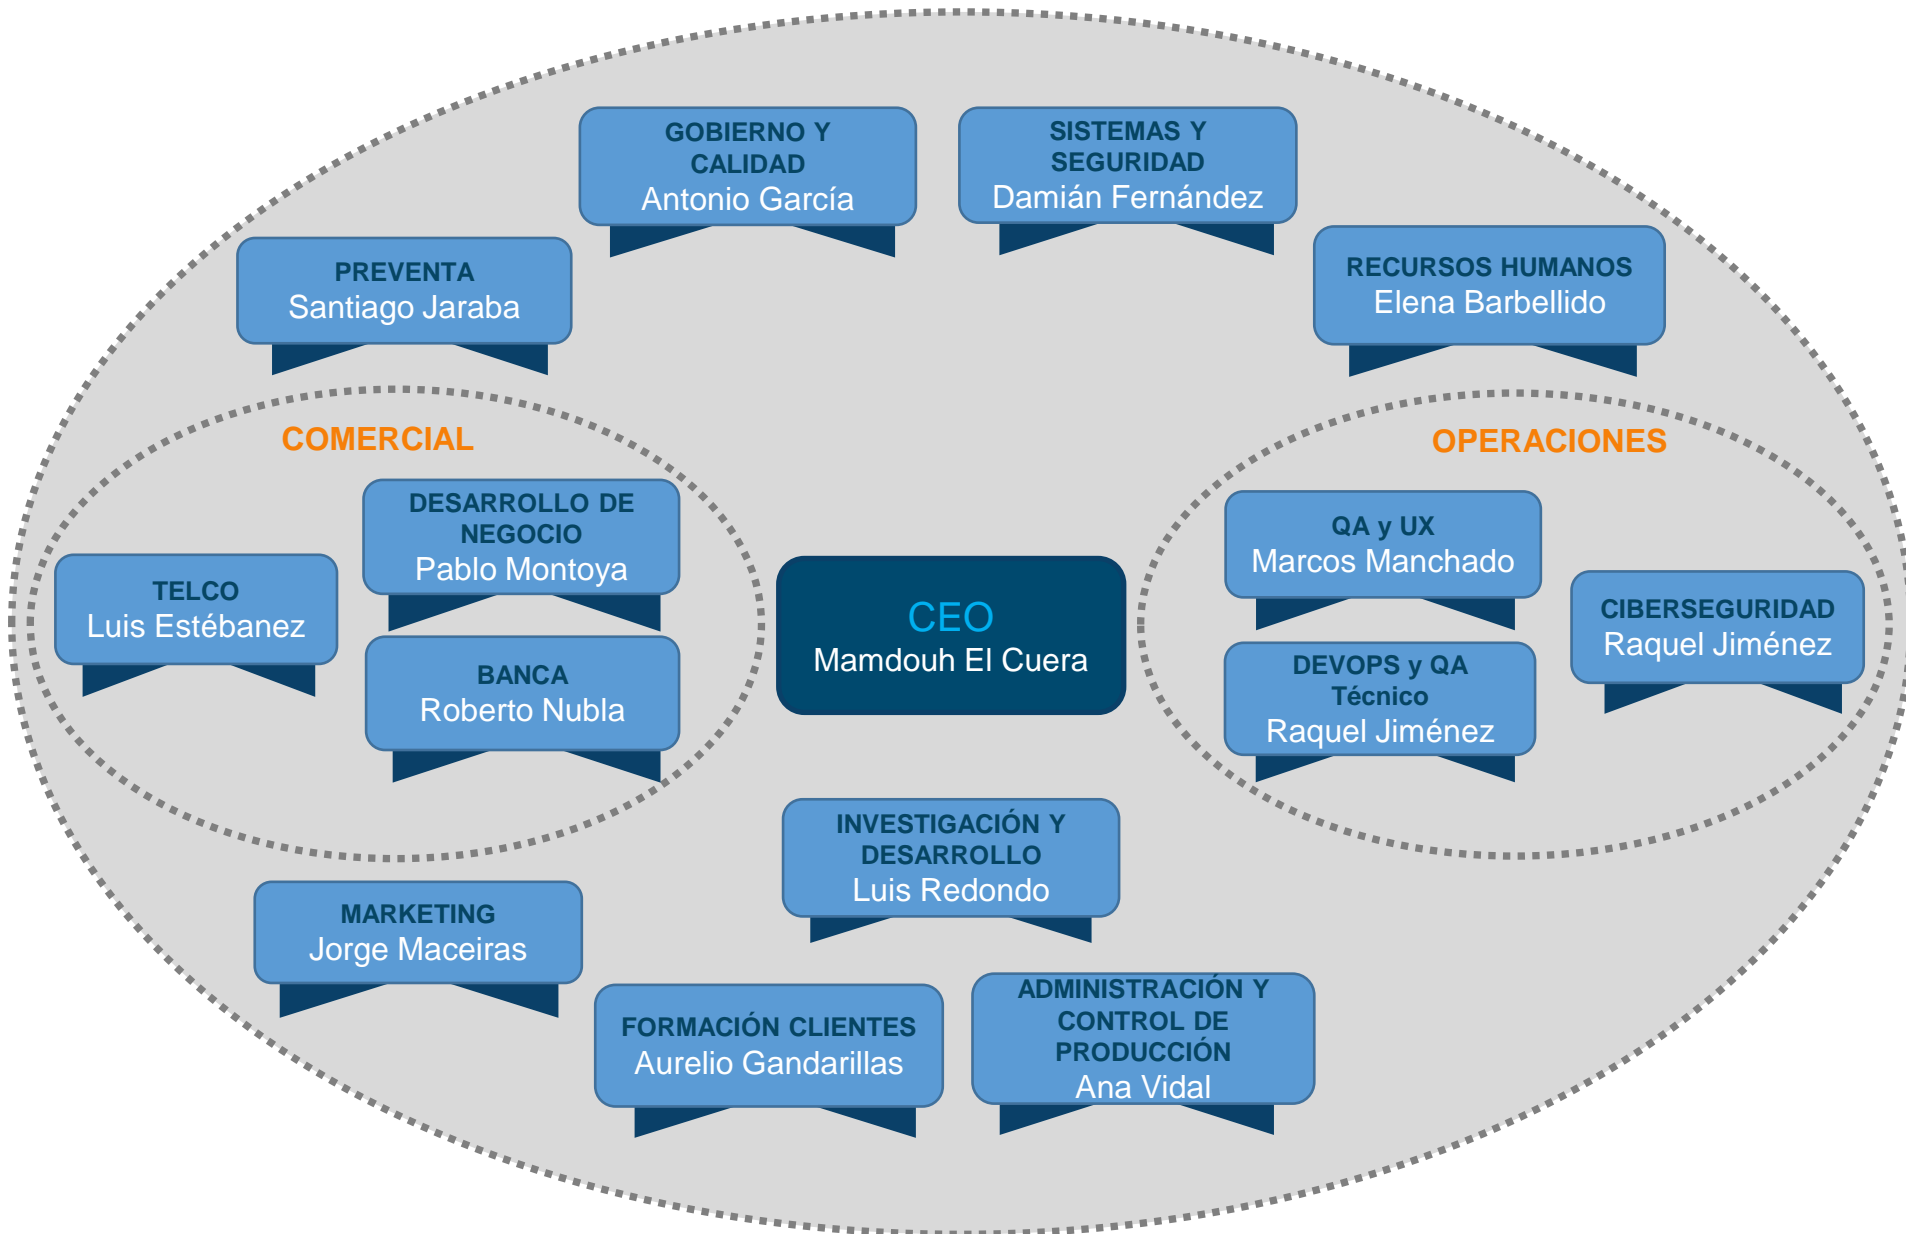 GOBIERNO Y
CALIDAD
Antonio García
SISTEMAS Y
SEGURIDAD
Damián Fernández
PREVENTA
Santiago Jaraba
RECURSOS HUMANOS
Elena Barbellido
COMERCIAL
DESARROLLO DE
NEGOCIO
Pablo Montoya
TELCO
Luis Estébanez
BANCA
Roberto Nubla
CEO
Mamdouh El Cuera
OPERACIONES
QA y UX
Marcos Manchado
CIBERSEGURIDAD
Raquel Jiménez
DEVOPS y QA
Técnico
Raquel Jiménez
INVESTIGACIÓN Y
DESARROLLO
Luis Redondo
MARKETING
Jorge Maceiras
FORMACIÓN CLIENTES
Aurelio Gandarillas
ADMINISTRACIÓN Y
CONTROL DE
PRODUCCIÓN
Ana Vidal